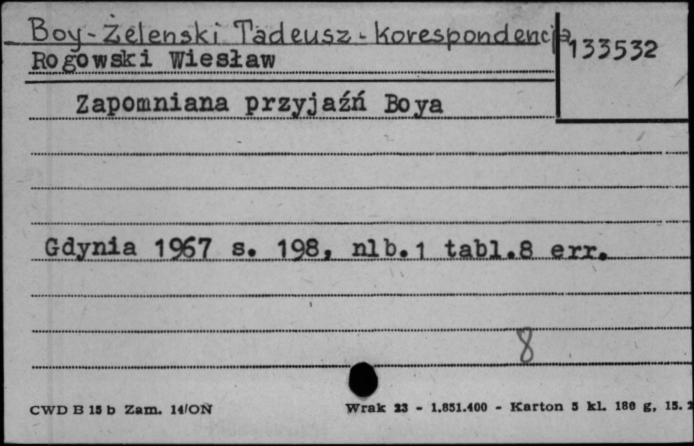 Boy-Żeleński Tadeusz - korespondencja
133532
Rogowski Wiesław
Zapomniana przyjaźń Boya
Gdynia 1967 s. 198, nlb.1 tabl.8 err.
8
CWD B 15 b Zam. 14/ON
Wrak 23 - 1.851.400 - Karton 5 kl. 180 g, 15.